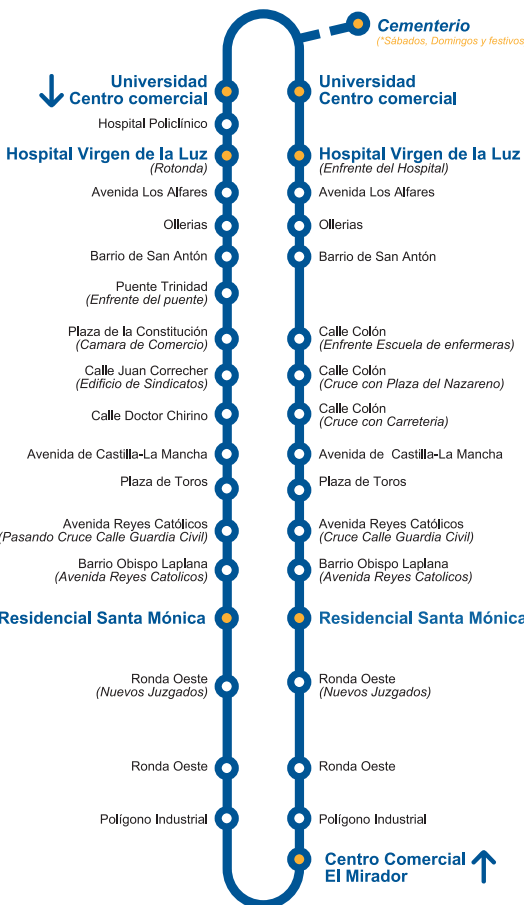 Cementerio
(*Sábados, Domingos y festivos
Universidad
Centro comercial
Hospital Policlínico
Hospital Virgen de la Luz
(Rotonda)
Avenida Los Alfares
Ollerias
Barrio de San Antón
Puente Trinidad
(Enfrente del puente)
Plaza de la Constitución
(Camara de Comercio)
Calle Juan Correcher
(Edificio de Sindicatos)
Calle Doctor Chirino
Avenida de Castilla-La Mancha
Plaza de Toros
Avenida Reyes Católicos
(Pasando Cruce Calle Guardia Civil)
Barrio Obispo Laplana
(Avenida Reyes Catolicos)
Residencial Santa Mónica
Ronda Oeste
(Nuevos Juzgados)
Ronda Oeste
Polígono Industrial
Universidad
Centro comercial
Hospital Virgen de la Luz
(Enfrente del Hospital)
Avenida Los Alfares
Ollerias
Barrio de San Antón
Calle Colón
(Enfrente Escuela de enfermeras)
Calle Colón
(Cruce con Plaza del Nazareno)
Calle Colón
(Cruce con Carreteria)
Avenida de Castilla-La Mancha
Plaza de Toros
Avenida Reyes Católicos
(Cruce Calle Guardia Civil)
Barrio Obispo Laplana
(Avenida Reyes Catolicos)
Residencial Santa Mónica
Ronda Oeste
(Nuevos Juzgados)
Ronda Oeste
Polígono Industrial
Centro Comercial
El Mirador